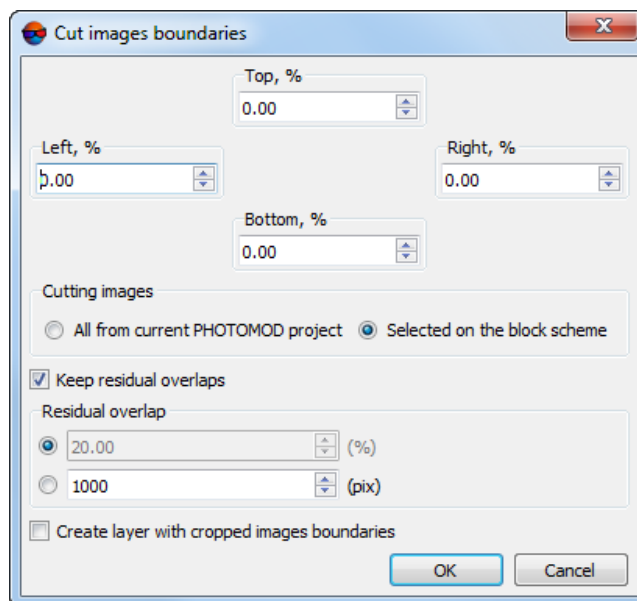 Cut images boundaries
Top, %
0.00
Left, %
Right, %
0.00
0.00
Bottom, %
0.00
Cutting images
All from current PHOTOMOD project
Selected on the block scheme
Keep residual overlaps
Residual overlap
20.00 (%)
1000 (pix)
Create layer with cropped images boundaries
OK
Cancel